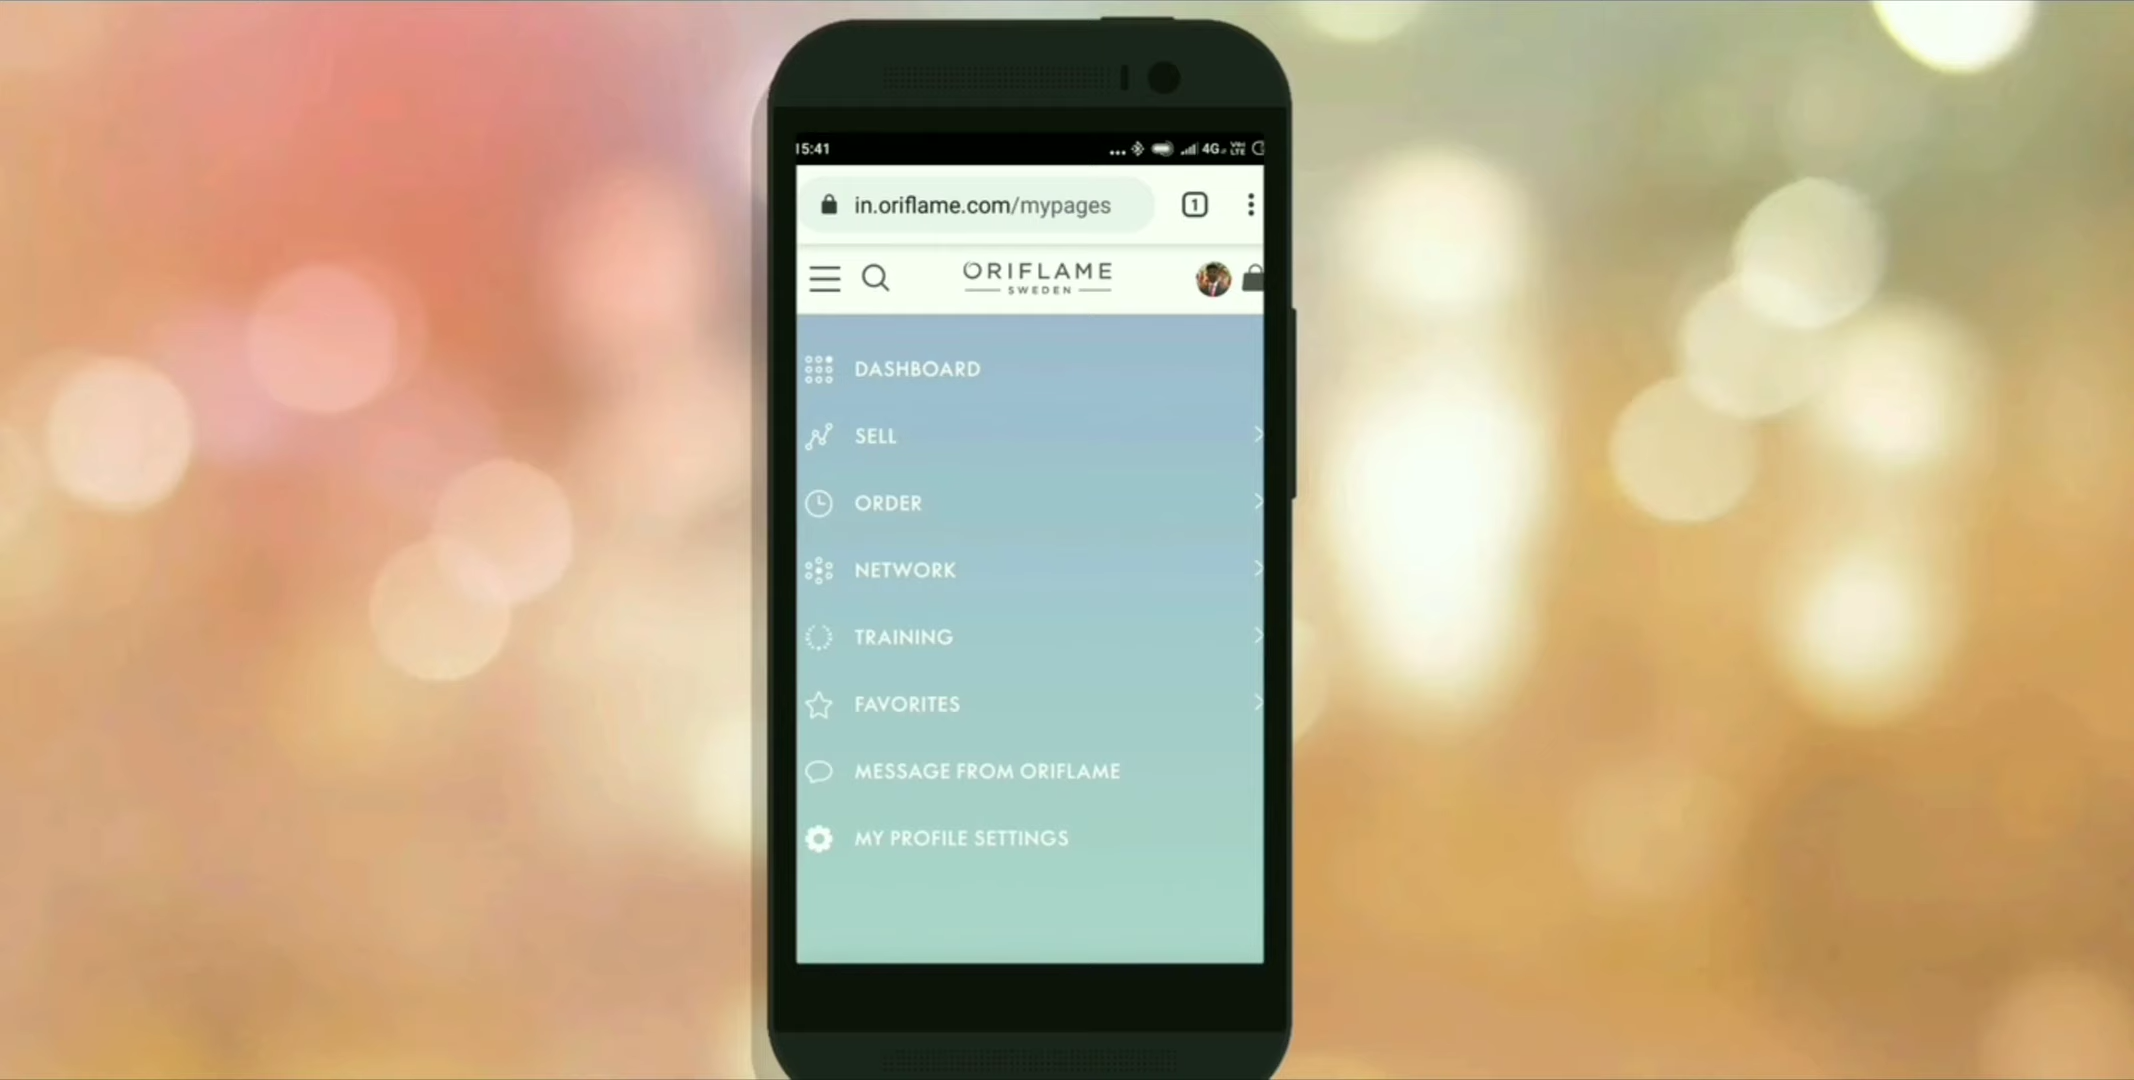 15:41
4G
VoLTE
in.oriflame.com/mypages
1
ORIFLAME
SWEDEN
DASHBOARD
SELL
ORDER
NETWORK
TRAINING
FAVORITES
MESSAGE FROM ORIFLAME
MY PROFILE SETTINGS